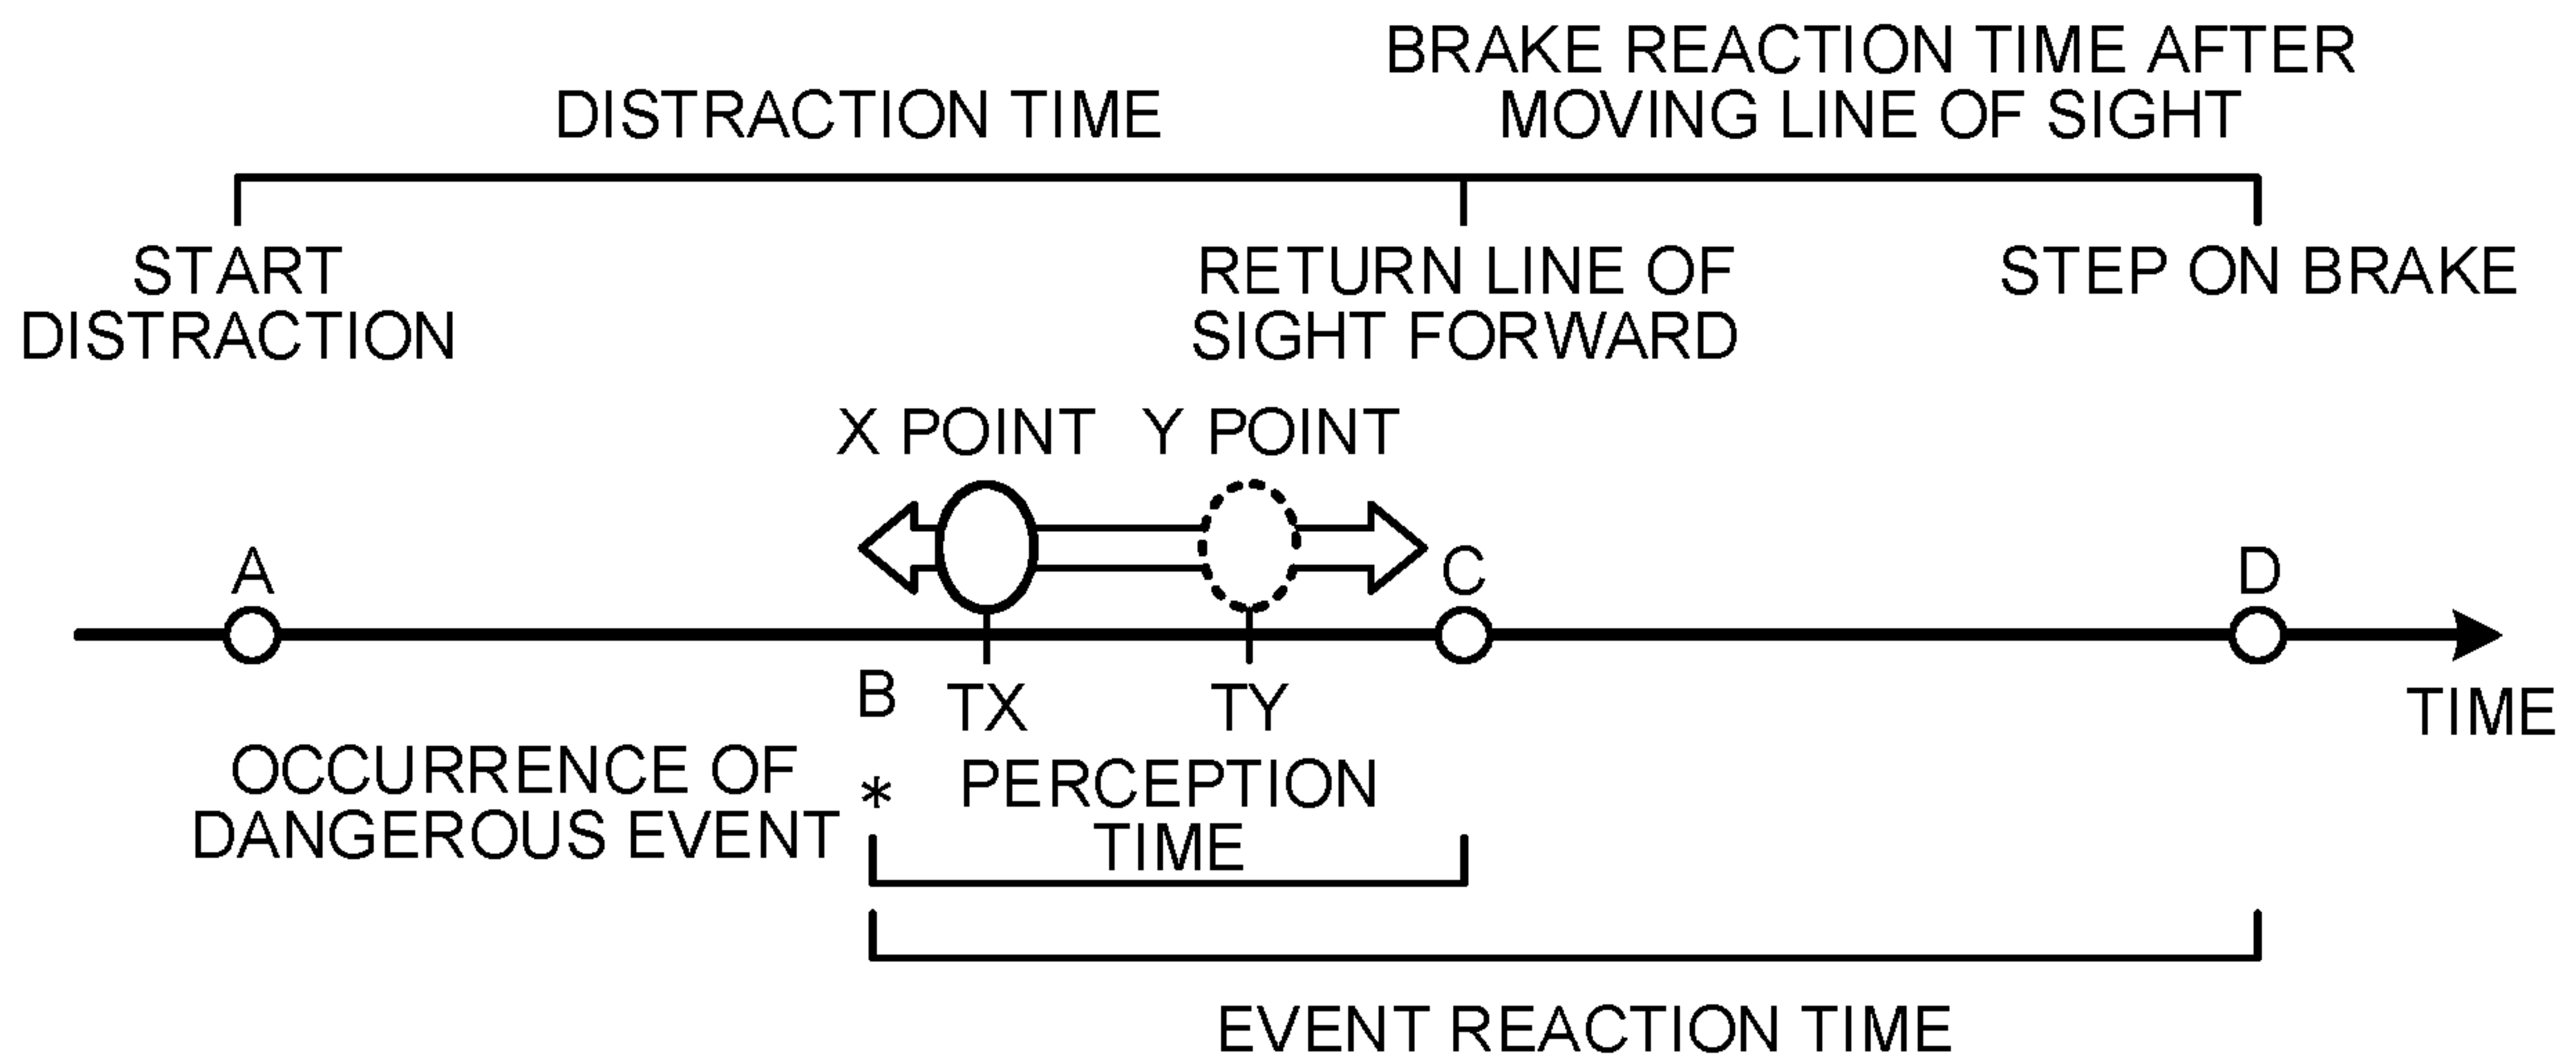 BRAKE REACTION TIME AFTER
MOVING LINE OF SIGHT
DISTRACTION TIME
START
DISTRACTION
RETURN LINE OF
SIGHT FORWARD
STEP ON BRAKE
X POINT
Y POINT
A
C
D
B
TX
TY
TIME
OCCURRENCE OF
DANGEROUS EVENT
*
PERCEPTION
TIME
EVENT REACTION TIME